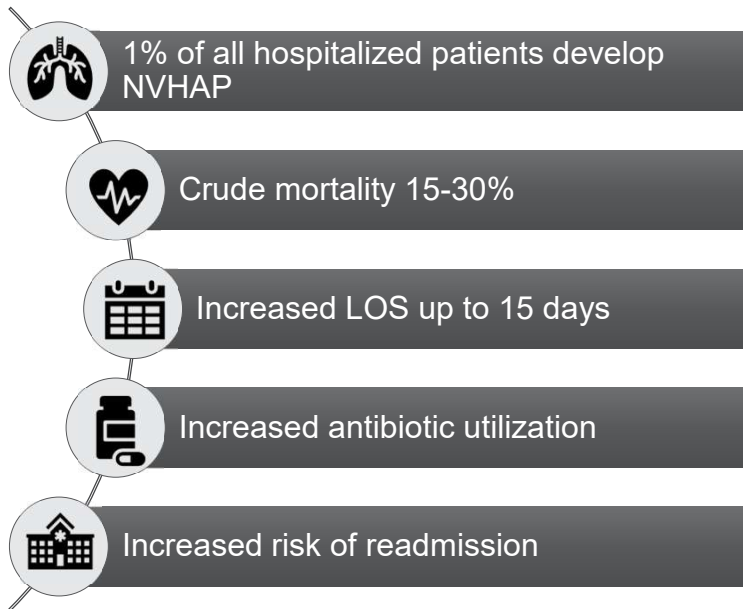 1% of all hospitalized patients develop
NVHAP
Crude mortality 15-30%
Increased LOS up to 15 days
Increased antibiotic utilization
Increased risk of readmission